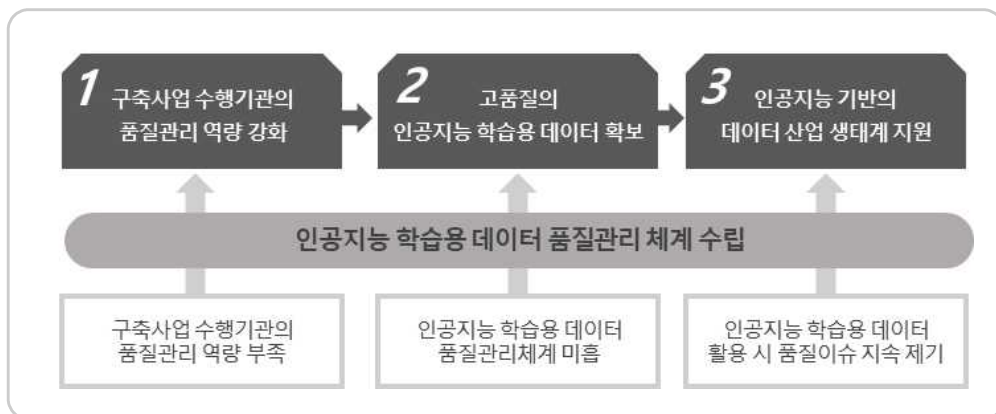 1
구축사업 수행기관의
품질관리 역량 강화
2
고품질의
인공지능 학습용 데이터 확보
3
인공지능 기반의
데이터 산업 생태계 지원
인공지능 학습용 데이터 품질관리 체계 수립
구축사업 수행기관의
품질관리 역량 부족
인공지능 학습용 데이터
품질관리체계 미흡
인공지능 학습용 데이터
활용 시 품질이슈 지속 제기